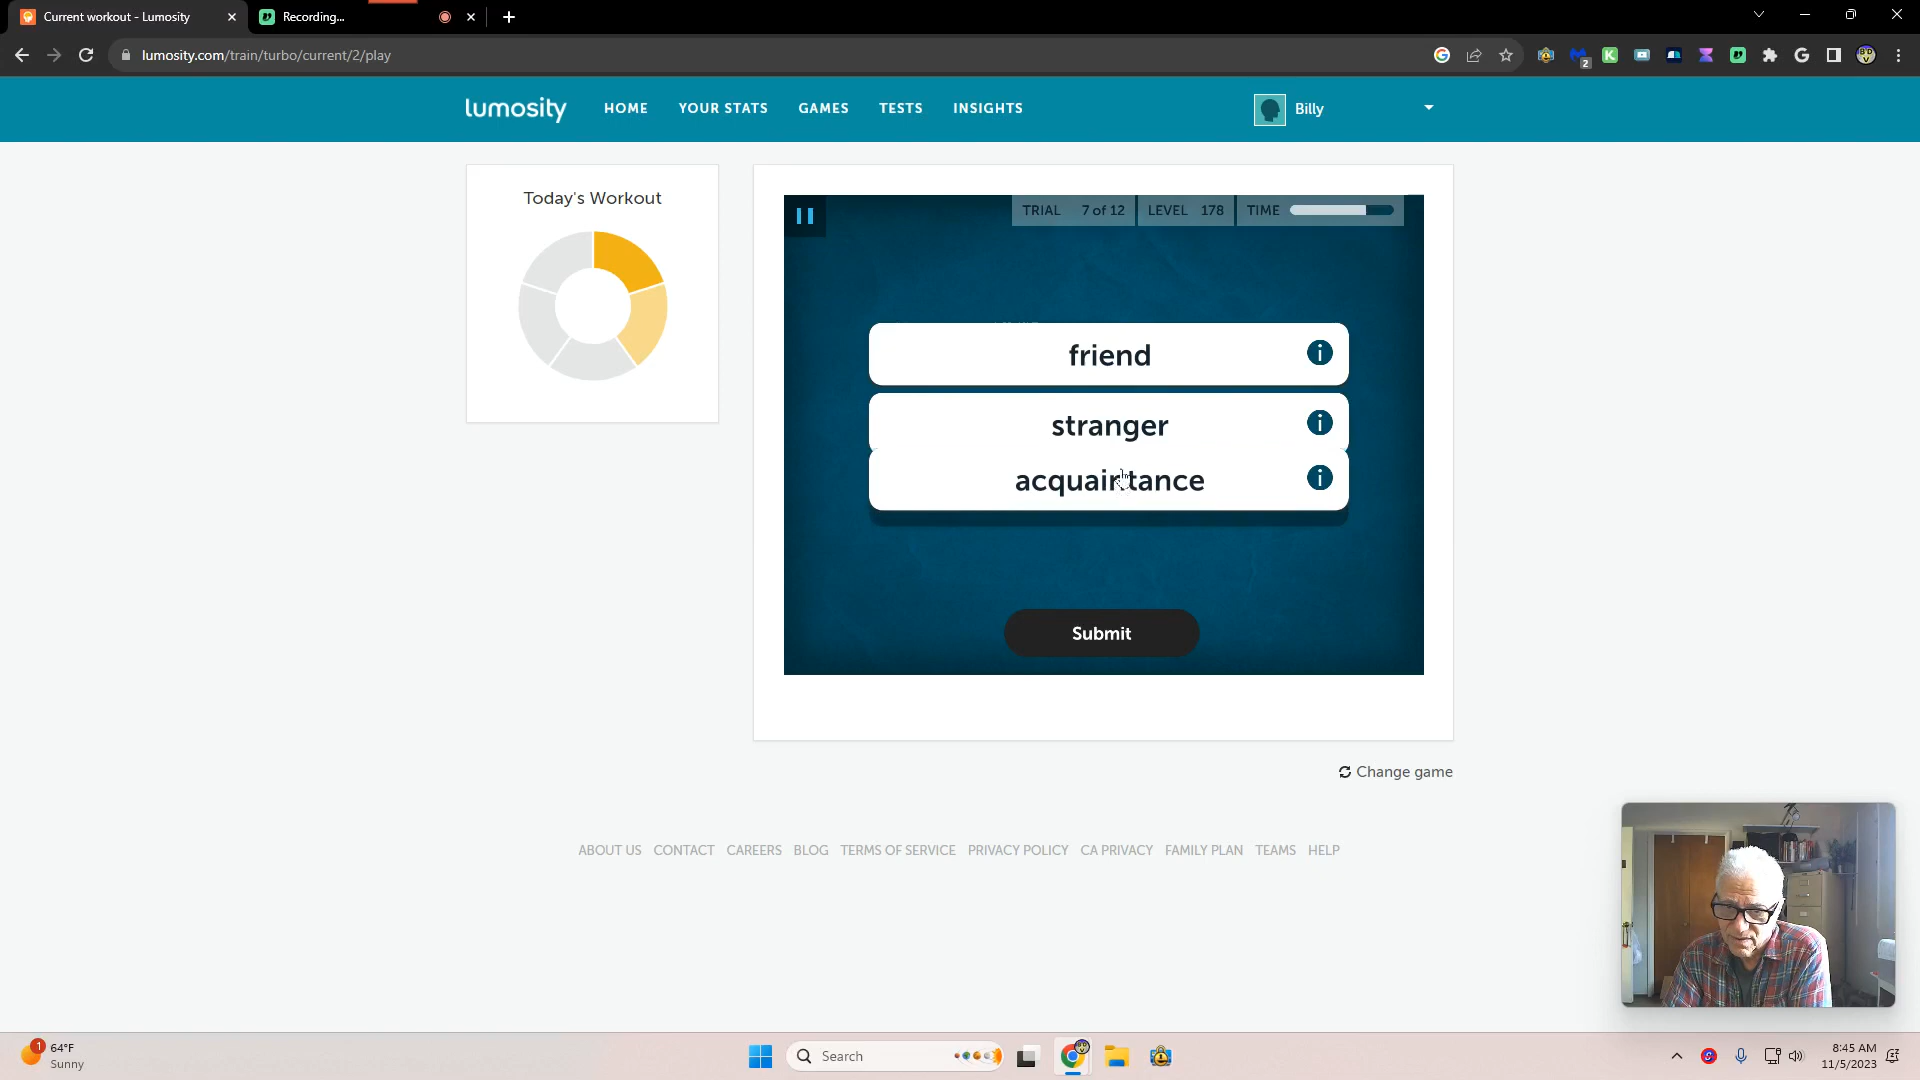 Current workout - Lumosity
Recording...
lumosity.com/train/turbo/current/2/play
2
lumosity HOME YOUR STATS GAMES TESTS INSIGHTS Billy
Today's Workout
TRIAL 7 of 12 LEVEL 178 TIME
friend
stranger
acquaintance
Submit
Change game
ABOUT US CONTACT CAREERS BLOG TERMS OF SERVICE PRIVACY POLICY CA PRIVACY FAMILY PLAN TEAMS HELP
1
64°F
Sunny
Search
8:45 AM
11/5/2023